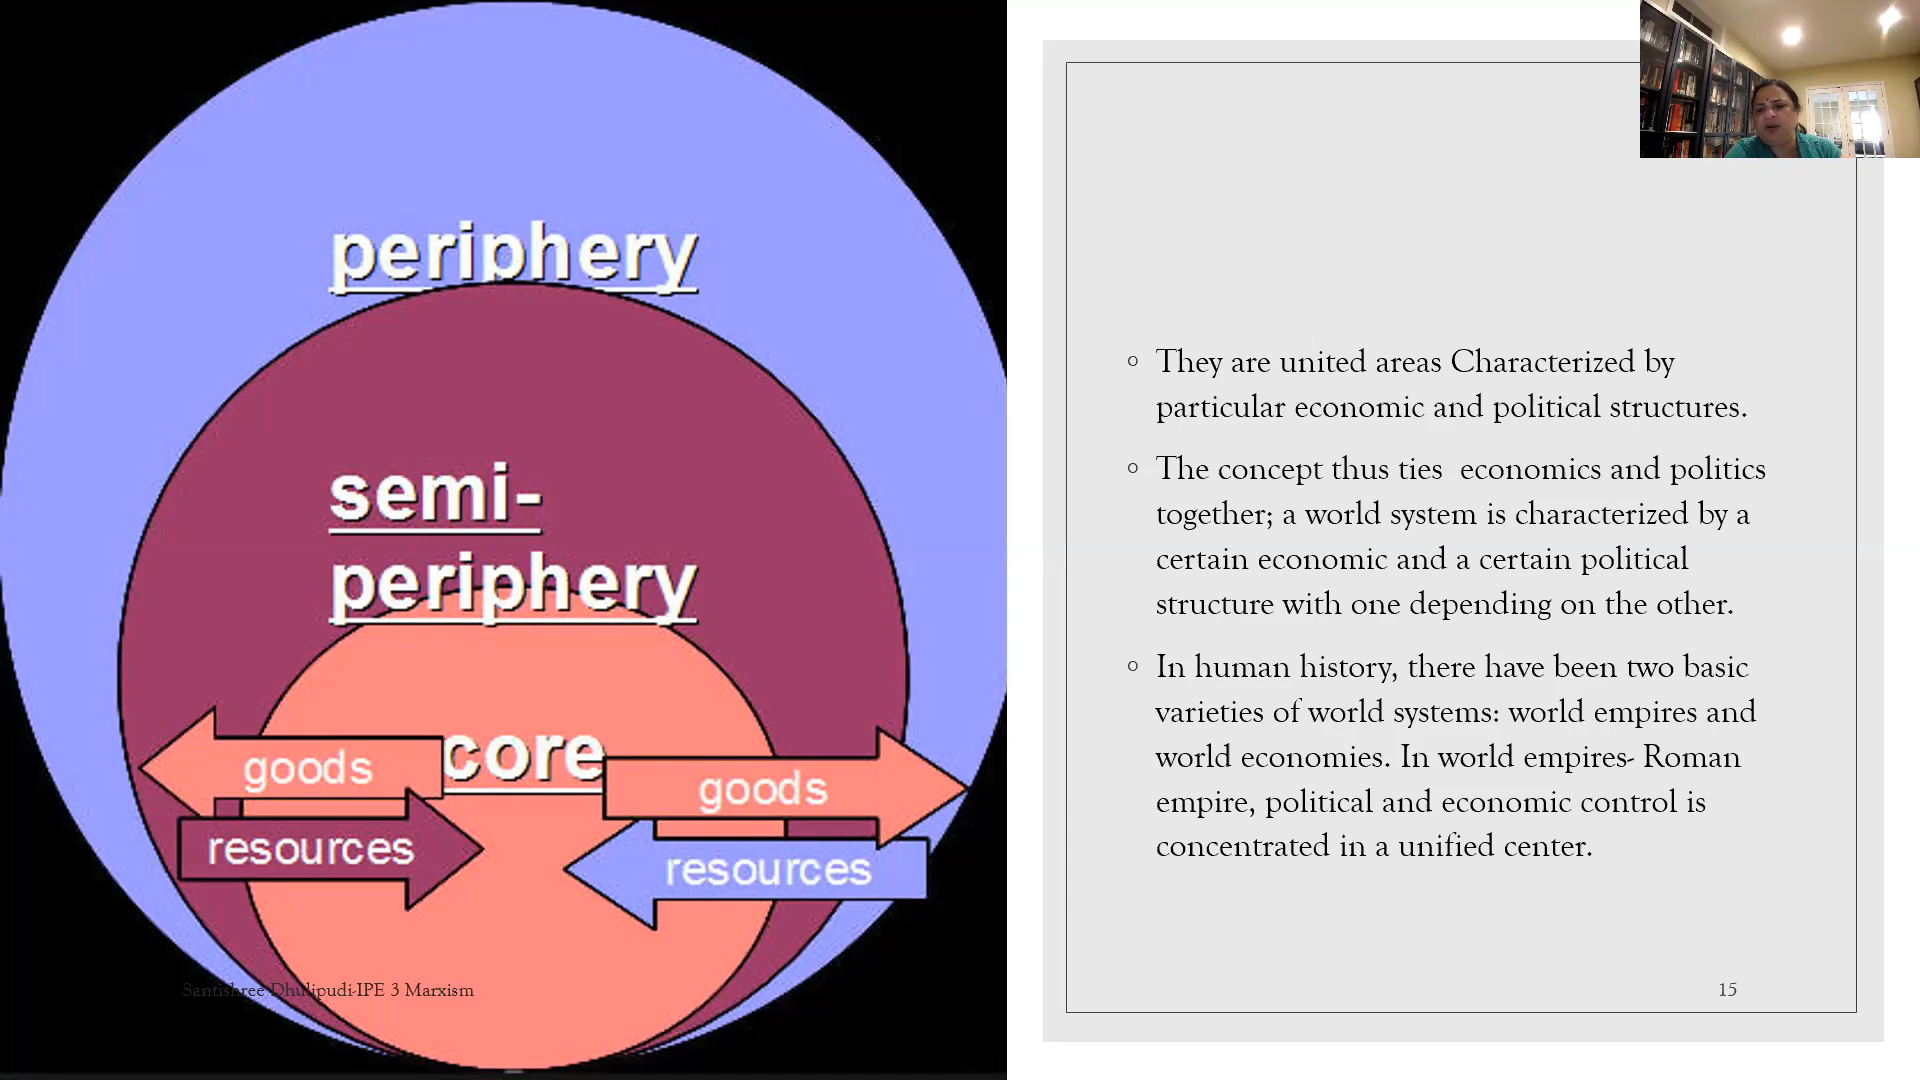 periphery
semi-
periphery
core
goods
goods
resources
resources
Santishree Dhulipudi-IPE 3 Marxism
They are united areas Characterized by
particular economic and political structures.
The concept thus ties economics and politics
together; a world system is characterized by a
certain economic and a certain political
structure with one depending on the other.
In human history, there have been two basic
varieties of world systems: world empires and
world economies. In world empires- Roman
empire, political and economic control is
concentrated in a unified center.
15